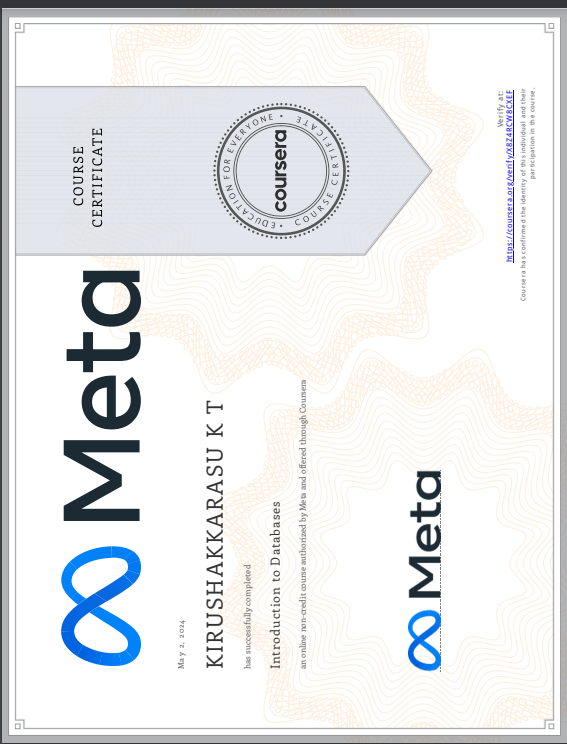 Meta
May 2, 2024
KIRUSHAKKARASU K T
has successfully completed
Introduction to Databases
an online non-credit course authorized by Meta and offered through Coursera
Meta
COURSE
CERTIFICATE
EDUCATION FOR EVERYONE • COURSE CERTIFICATE •
coursera
Verify at:
https://coursera.org/verify/X8Z4RCW8CXEF
Coursera has confirmed the identity of this individual and their
participation in the course.